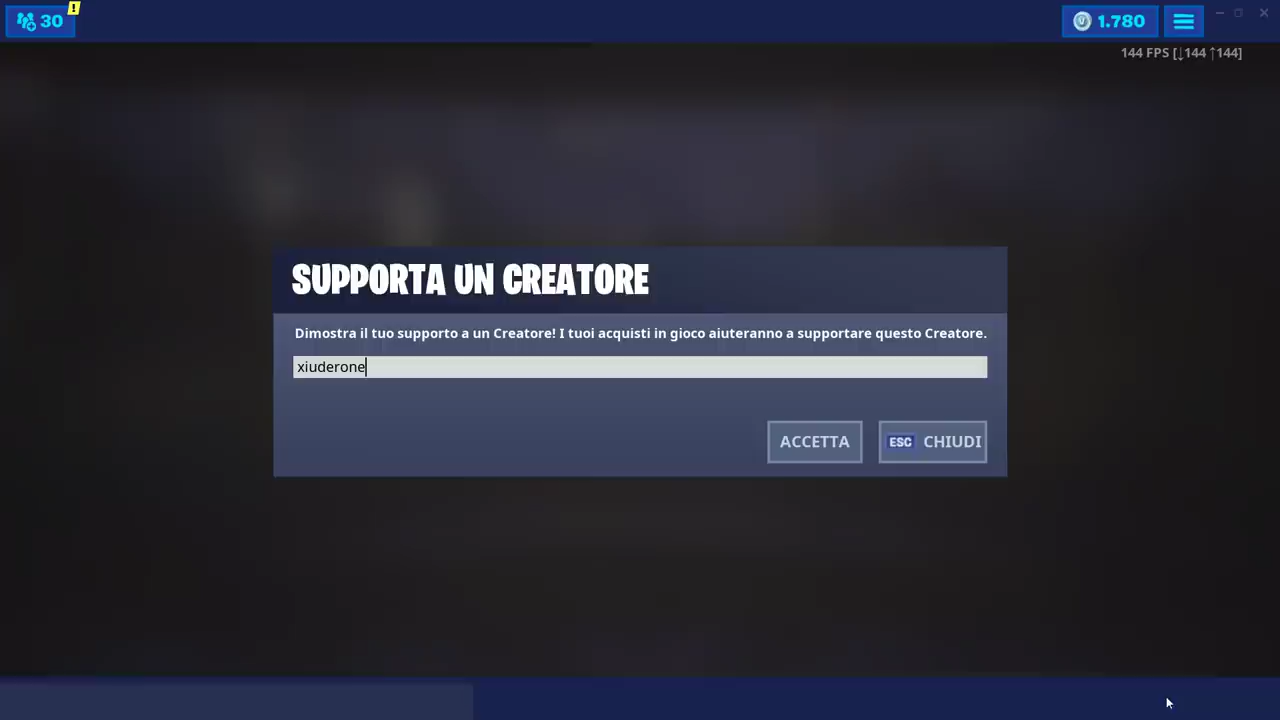 30
!
1.780
144 FPS [↓144 ↑144]
SUPPORTA UN CREATORE
Dimostra il tuo supporto a un Creatore! I tuoi acquisti in gioco aiuteranno a supportare questo Creatore.
xiuderone
ACCETTA
ESC CHIUDI